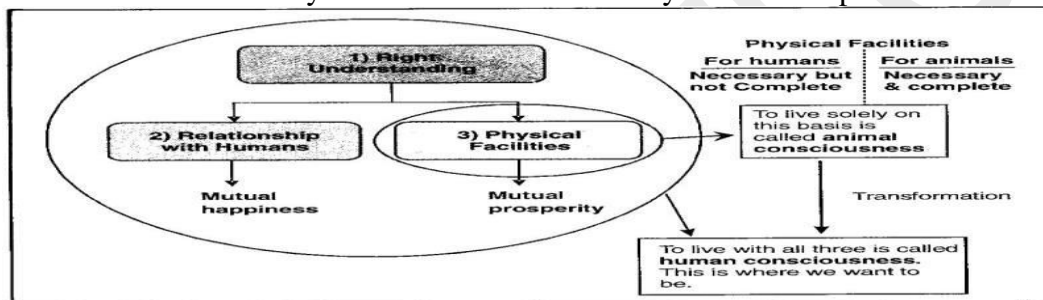 1) Right
Understanding
2) Relationship
with Humans
3) Physical
Facilities
Mutual
happiness
Mutual
prosperity
Physical Facilities
For humans
Necessary but
not Complete
For animals
Necessary
& complete
To live solely on
this basis is
called animal
consciousness
Transformation
To live with all three is called
human consciousness.
This is where we want to
be.